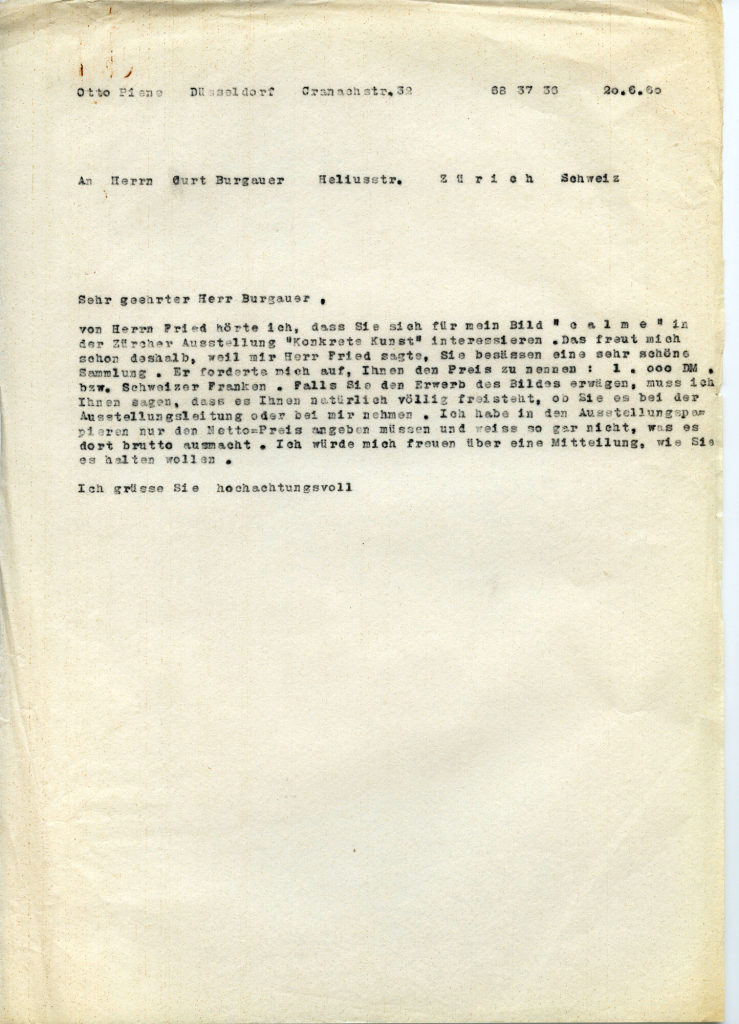 Otto Piene Düsseldorf Cranachstr.32 68 37 36 20.6.60
An Herrn Curt Burgauer Heliusstr. Z ü r i c h Schweiz
Sehr geehrter Herr Burgauer ,
von Herrn Fried hörte ich, dass Sie sich für mein Bild " c a l m e " in
der Zürcher Ausstellung "Konkrete Kunst" interessieren .Das freut mich
schon deshalb, weil mir Herr Fried sagte, Sie besässen eine sehr schöne
Sammlung . Er forderte mich auf, Ihnen den Preis zu nennen : 1 . 000 DM .
bzw. Schweizer Franken . Falls Sie den Erwerb des Bildes erwägen, muss ich
Ihnen sagen, dass es Ihnen natürlich völlig freisteht, ob Sie es bei der
Ausstellungsleitung oder bei mir nehmen . Ich habe in den Ausstellungspa=
pieren nur den Netto=Preis angeben müssen und weiss so gar nicht, was es
dort brutto ausmacht . Ich würde mich freuen über eine Mitteilung, wie Sie
es halten wollen .
Ich grüsse Sie hochachtungsvoll